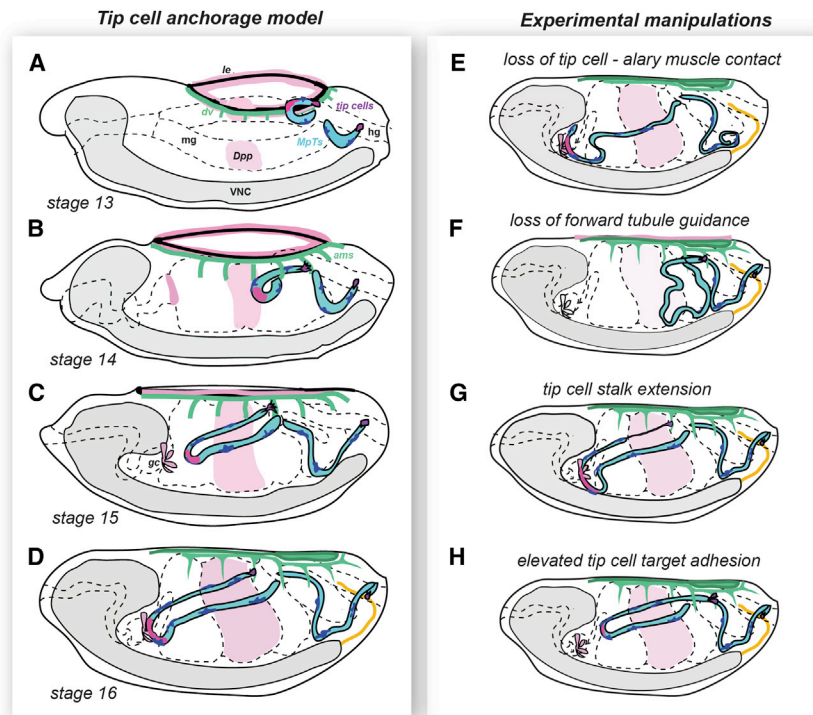 Tip cell anchorage model
A
le
tip cells
dv
hg
mg
MpTs
Dpp
VNC
stage 13
B
ams
stage 14
C
gc
stage 15
D
stage 16
Experimental manipulations
E
loss of tip cell - alary muscle contact
F
loss of forward tubule guidance
G
tip cell stalk extension
H
elevated tip cell target adhesion